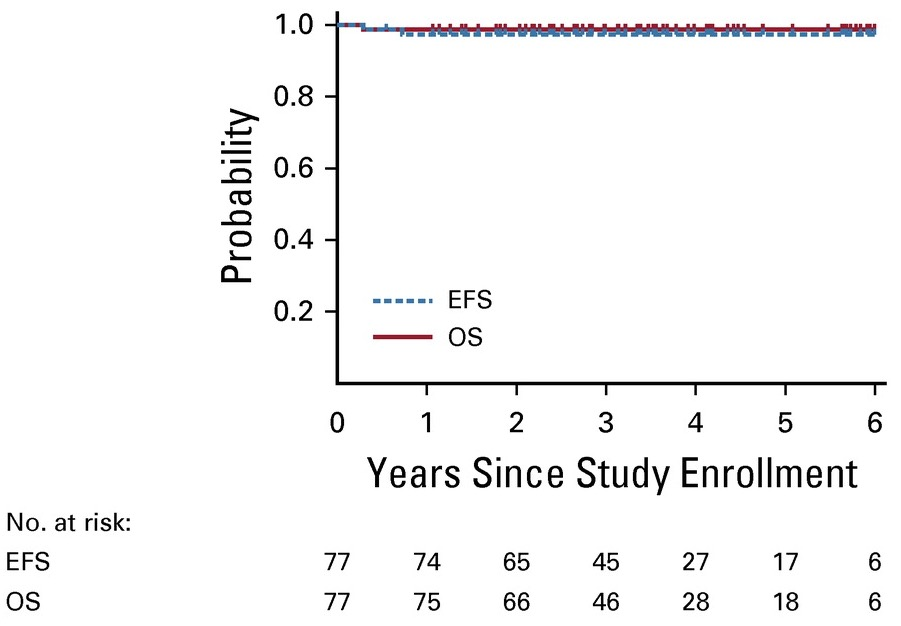 1.0
0.8
0.6
0.4
0.2
Probability
EFS
OS
0 1 2 3 4 5 6
Years Since Study Enrollment
No. at risk:
EFS 77 74 65 45 27 17 6
OS 77 75 66 46 28 18 6